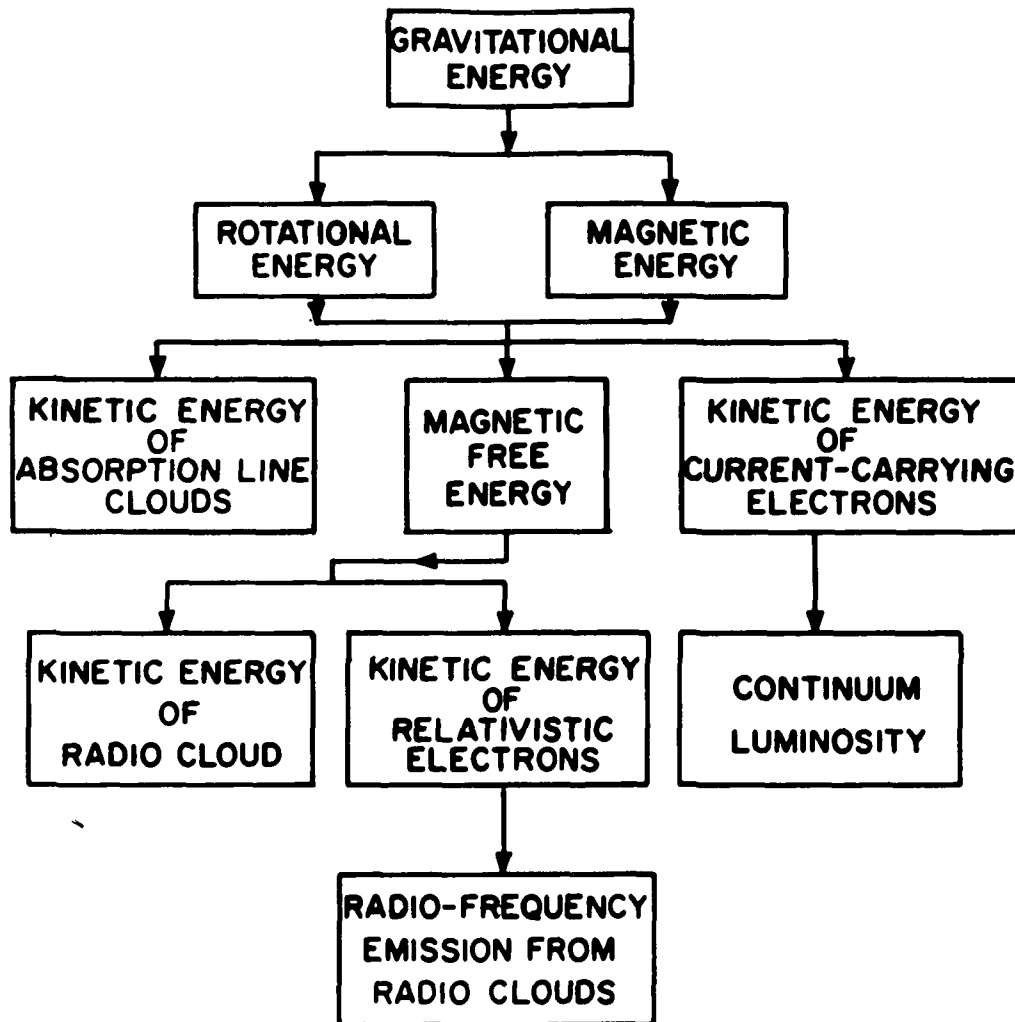 GRAVITATIONAL
ENERGY
ROTATIONAL
ENERGY
MAGNETIC
ENERGY
KINETIC ENERGY
OF
ABSORPTION LINE
CLOUDS
MAGNETIC
FREE
ENERGY
KINETIC ENERGY
OF
CURRENT-CARRYING
ELECTRONS
KINETIC ENERGY
OF
RADIO CLOUD
KINETIC ENERGY
OF
RELATIVISTIC
ELECTRONS
CONTINUUM
LUMINOSITY
RADIO-FREQUENCY
EMISSION FROM
RADIO CLOUDS